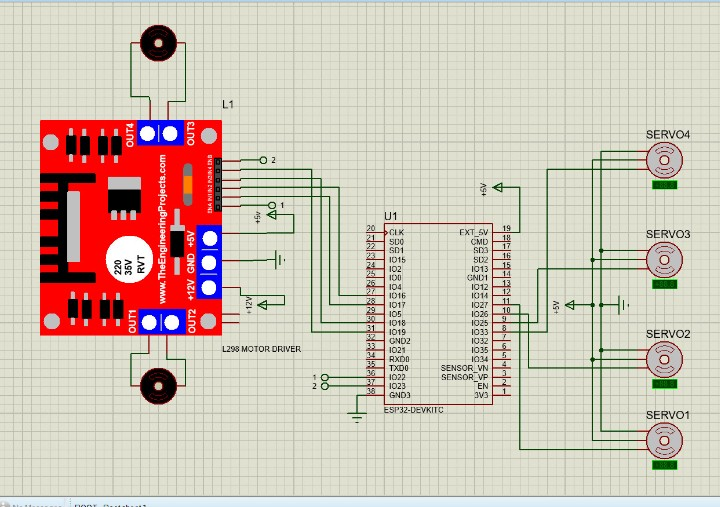 L1
OUT4
OUT3
2
1
+5v
www.TheEngineeringProjects.com
+5V
GND
+12V
220
35V
RVT
+12V
OUT1
OUT2
L298 MOTOR DRIVER
U1
20 CLK EXT_5V 19
21 SD0 CMD 18
22 SD1 SD3 17
23 IO15 SD2 16
24 IO2 IO13 15
25 IO0 GND1 14
26 IO4 IO12 13
27 IO16 IO14 12
28 IO17 IO27 11
29 IO5 IO26 10
30 IO18 IO25 9
31 IO19 IO33 8
32 GND2 IO32 7
33 IO21 IO35 6
34 RXD0 IO34 5
35 TXD0 SENSOR_VN 4
36 IO22 SENSOR_VP 3
37 IO23 EN 2
38 GND3 3V3 1
ESP32-DEVKITC
1
2
+5V
+5V
SERVO4
SERVO3
SERVO2
SERVO1